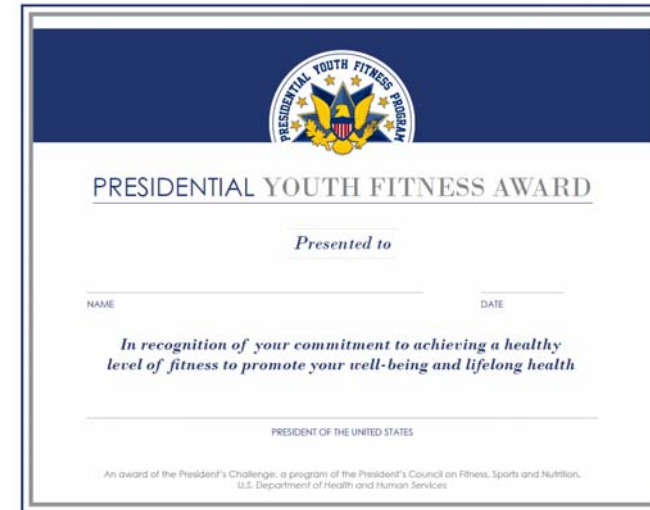 PRESIDENTIAL YOUTH FITNESS PROGRAM
PRESIDENTIAL YOUTH FITNESS AWARD
Presented to
NAME DATE
In recognition of your commitment to achieving a healthy
level of fitness to promote your well-being and lifelong health
PRESIDENT OF THE UNITED STATES
An award of the President's Challenge, a program of the President's Council on Fitness, Sports and Nutrition,
U.S. Department of Health and Human Services